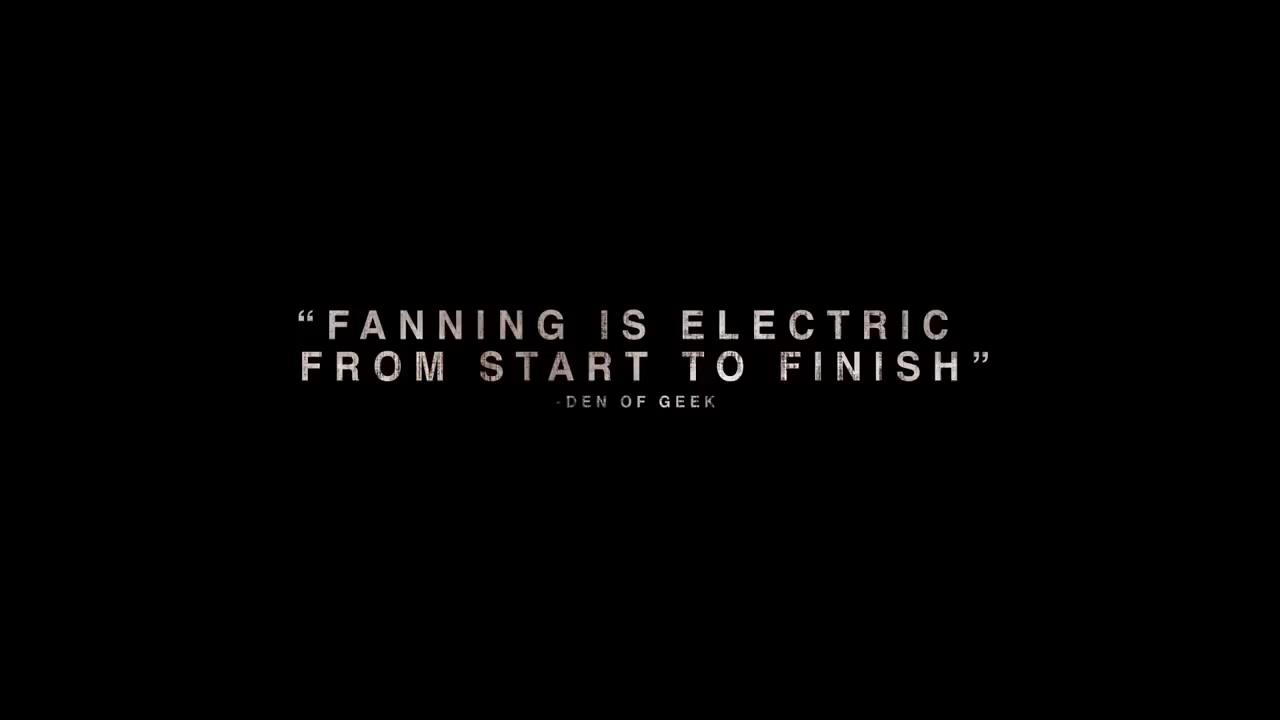 “FANNING IS ELECTRIC
FROM START TO FINISH”
-DEN OF GEEK